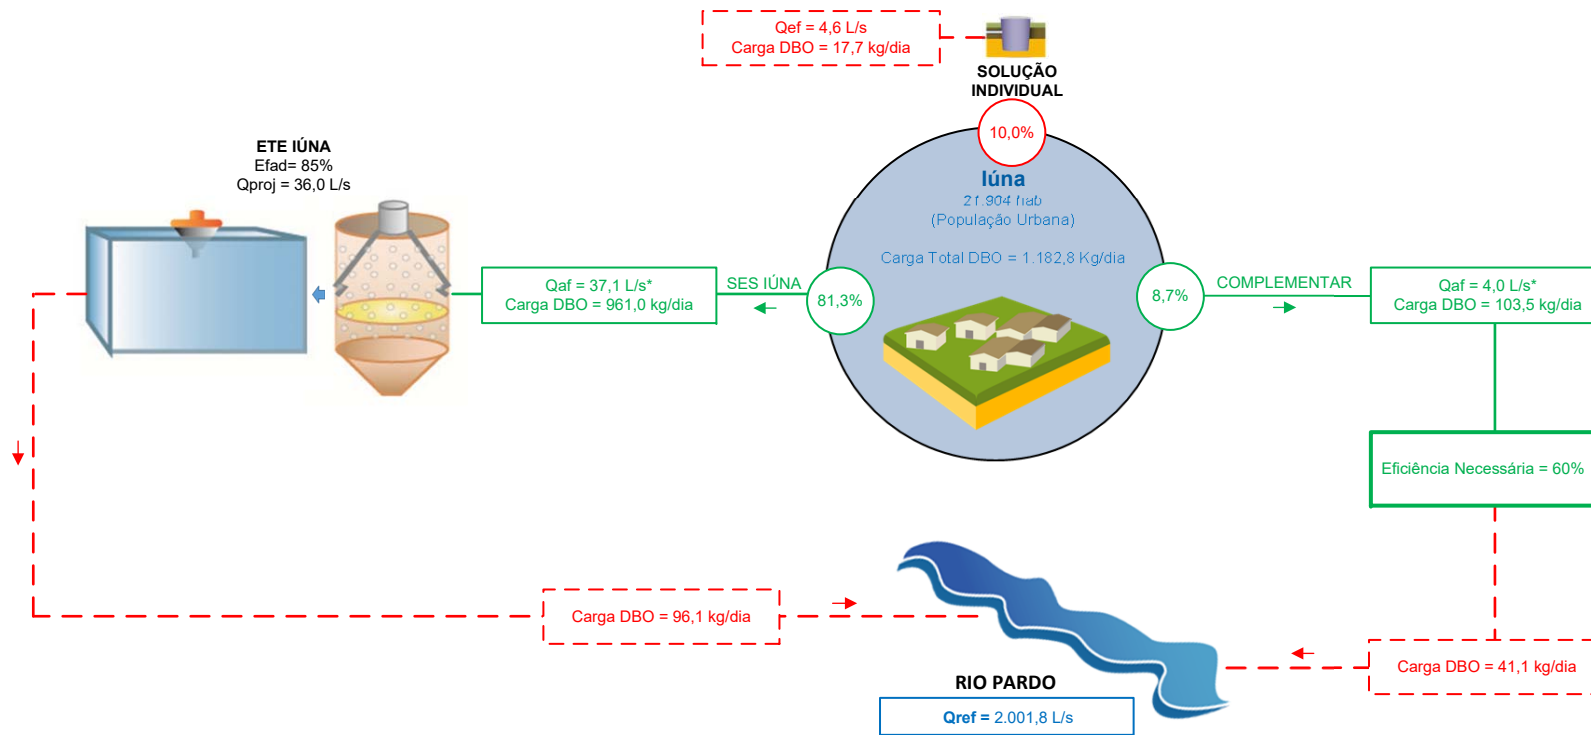 Qef = 4,6 L/s
Carga DBO = 17,7 kg/dia
SOLUÇÃO
INDIVIDUAL
10,0%
ETE IÚNA
Efad= 85%
Qproj = 36,0 L/s
Iúna
21.904 hab
(População Urbana)
Carga Total DBO = 1.182,8 Kg/dia
Qaf = 37,1 L/s*
Carga DBO = 961,0 kg/dia
SES IÚNA
81,3%
8,7%
COMPLEMENTAR
Qaf = 4,0 L/s*
Carga DBO = 103,5 kg/dia
Eficiência Necessária = 60%
Carga DBO = 96,1 kg/dia
Carga DBO = 41,1 kg/dia
RIO PARDO
Qref = 2.001,8 L/s